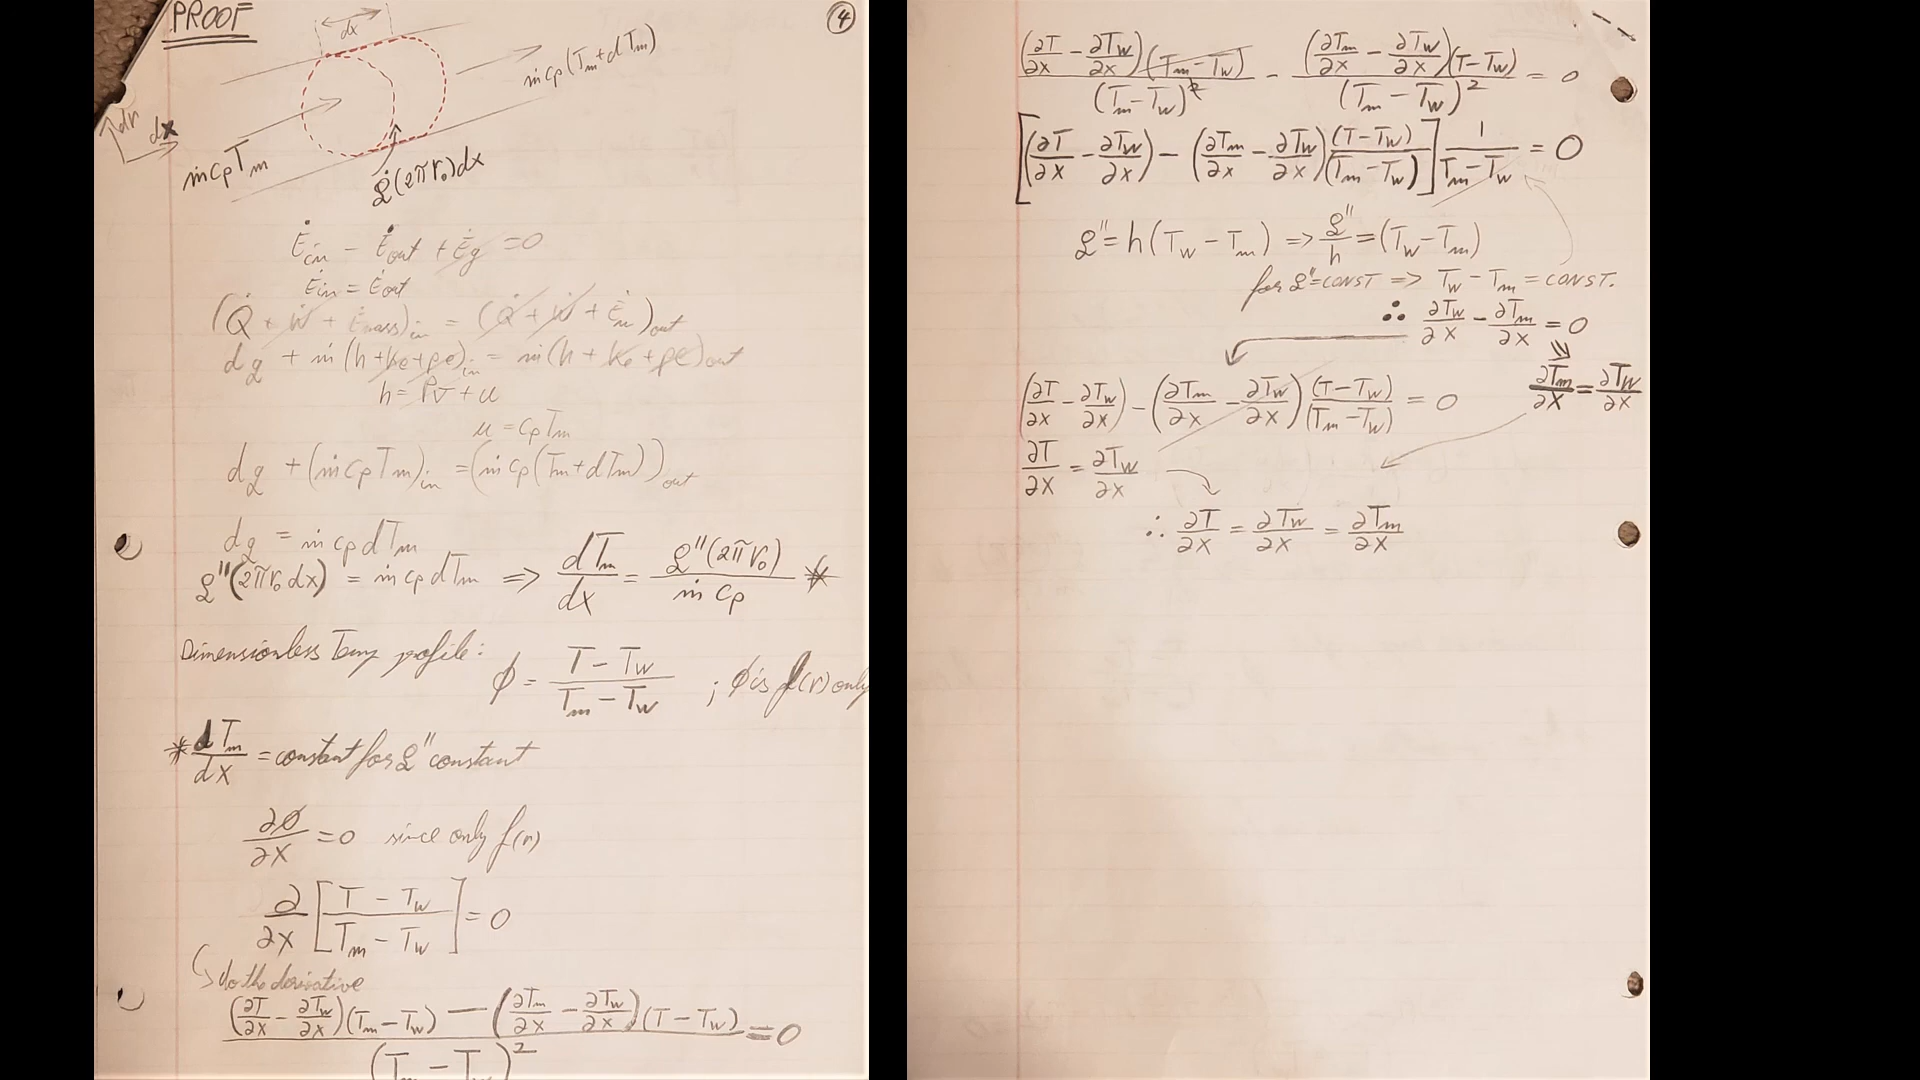 PROOF
④
dx
ṁcp(Tm+dTm)
dr
dx
ṁcpTm
q̇(2πr₀)dx
Ėin - Ėout + Ėg = 0
Ėin = Ėout
(Q̇ + Ẇ + Ėmass)in = (Q̇ + Ẇ + Ėm)out
dq + ṁ(h+ke+pe)in = ṁ(h+ke+pe)out
h = Pv + u
u = cpTm
dq + (ṁcpTm)in = (ṁcp(Tm+dTm))out
dq = ṁcpdTm
q''(2πr₀dx) = ṁcpdTm => dTm/dx = q''(2πr₀)/ṁcp *
Dimensionless Temp profile:
ϕ = (T - Tw)/(Tm - Tw) ; ϕ is f(r) only
* dTm/dx = constant for q'' constant
∂ϕ/∂x = 0 since only f(r)
∂/∂x [(T - Tw)/(Tm - Tw)] = 0
do the derivative
((∂T/∂x - ∂Tw/∂x)(Tm - Tw) - (∂Tm/∂x - ∂Tw/∂x)(T - Tw))/(Tm - Tw)² = 0
(∂T/∂x - ∂Tw/∂x)(Tm - Tw)/(Tm - Tw)² - (∂Tm/∂x - ∂Tw/∂x)(T - Tw)/(Tm - Tw)² = 0
[(∂T/∂x - ∂Tw/∂x) - (∂Tm/∂x - ∂Tw/∂x)(T - Tw)/(Tm - Tw)] 1/(Tm - Tw) = 0
q'' = h(Tw - Tm) => q''/h = (Tw - Tm)
for q''=CONST => Tw - Tm = CONST.
∴ ∂Tw/∂x - ∂Tm/∂x = 0
∂Tm/∂x = ∂Tw/∂x
(∂T/∂x - ∂Tw/∂x) - (∂Tm/∂x - ∂Tw/∂x)(T - Tw)/(Tm - Tw) = 0
∂T/∂x = ∂Tw/∂x
∴ ∂T/∂x = ∂Tw/∂x = ∂Tm/∂x